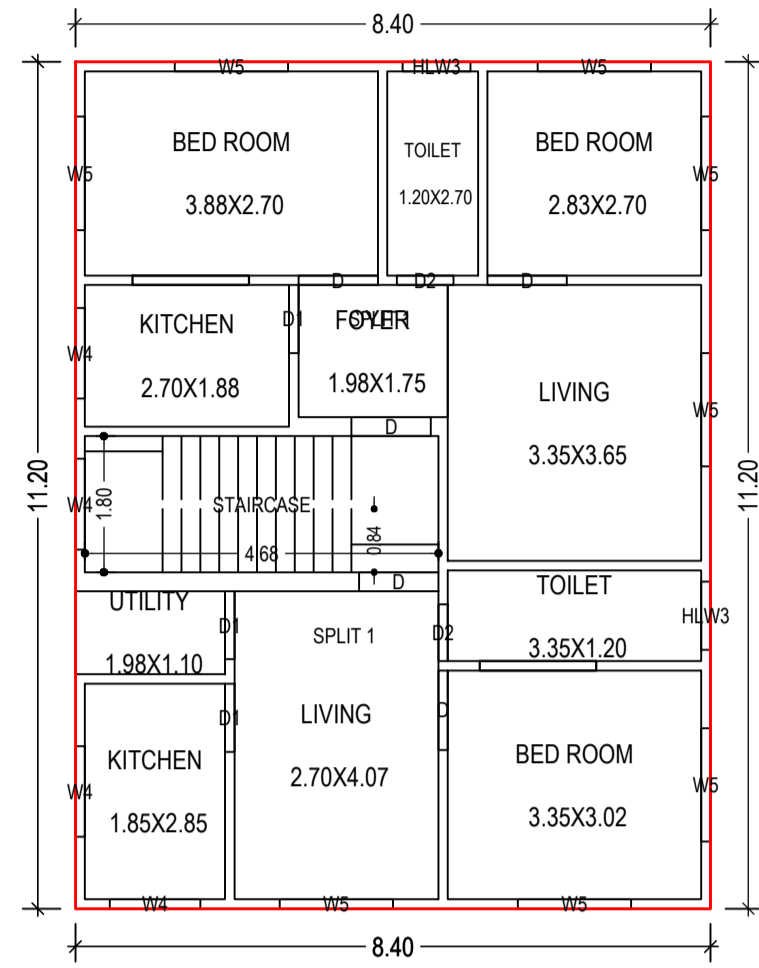 8.40
W5
HLW3
W5
BED ROOM
3.88X2.70
TOILET
1.20X2.70
BED ROOM
2.83X2.70
W5
W5
D
D2
D
KITCHEN
2.70X1.88
D1
FOYER
SPLIT 2
1.98X1.75
W4
LIVING
3.35X3.65
W5
D
11.20
11.20
1.80
W4
STAIRCASE
0.84
4.68
D
UTILITY
1.98X1.10
D1
SPLIT 1
D2
TOILET
3.35X1.20
HLW3
KITCHEN
1.85X2.85
D1
LIVING
2.70X4.07
D
BED ROOM
3.35X3.02
W4
W5
W4
W5
W5
8.40